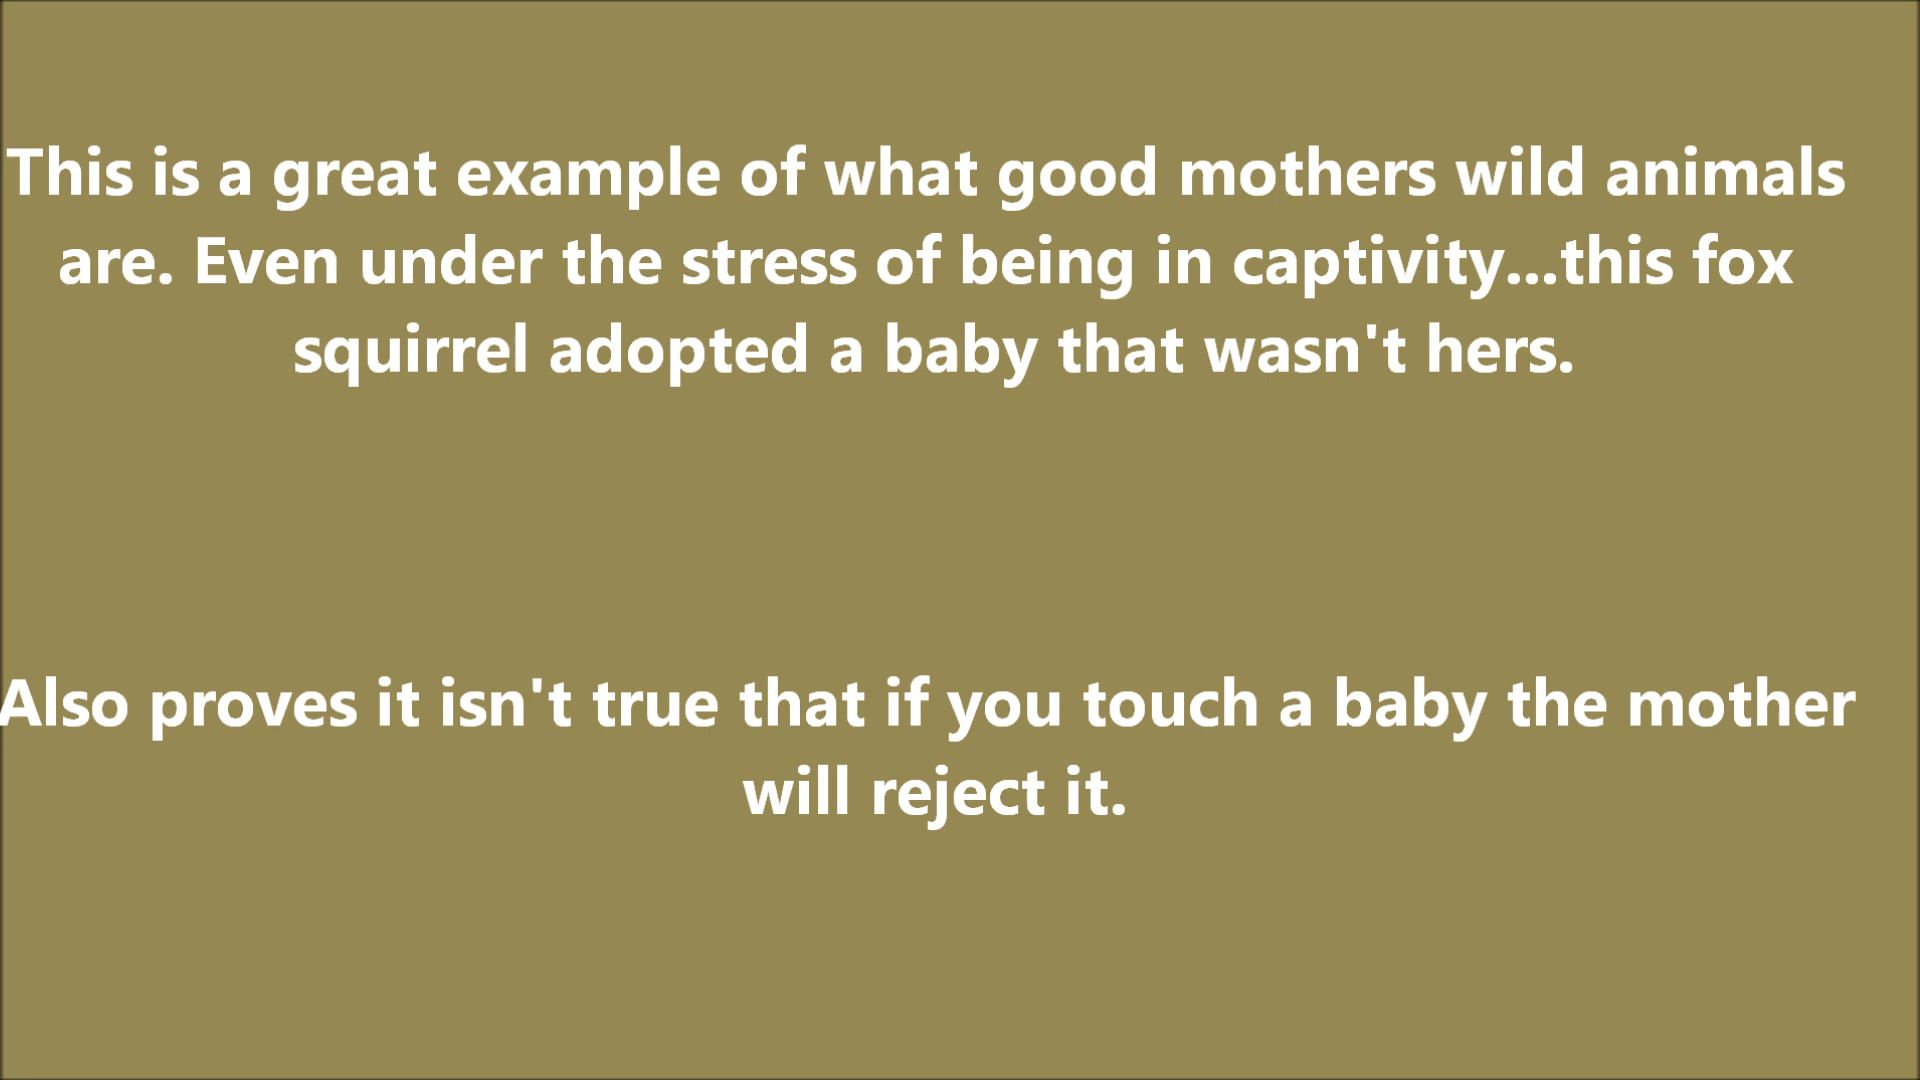 This is a great example of what good mothers wild animals
are. Even under the stress of being in captivity...this fox
squirrel adopted a baby that wasn't hers.
Also proves it isn't true that if you touch a baby the mother
will reject it.